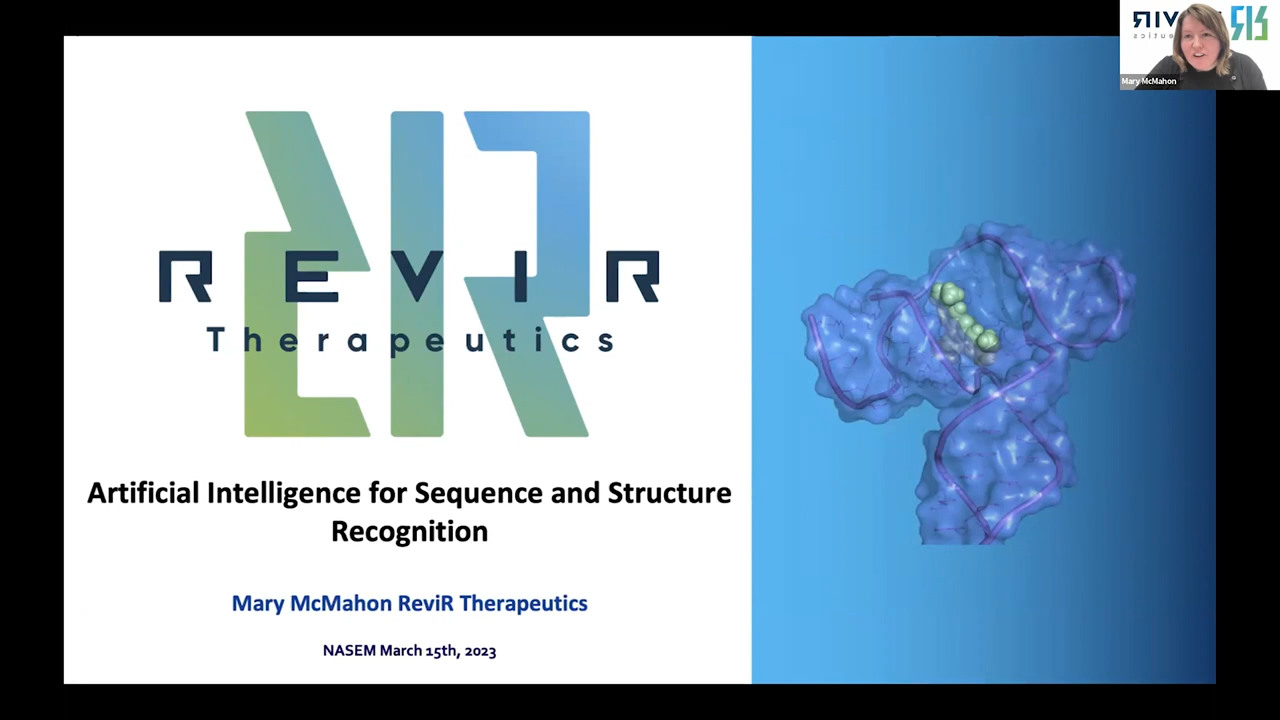 REVIR
Therapeutics
Artificial Intelligence for Sequence and Structure
Recognition
Mary McMahon ReviR Therapeutics
NASEM March 15th, 2023
Mary McMahon